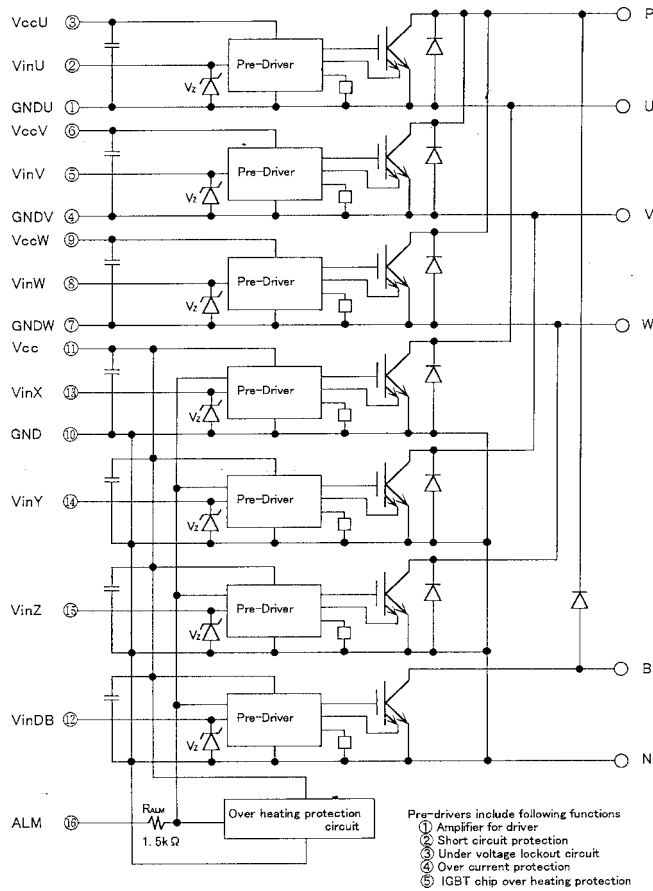 VccU ③ P
VinU ② Pre-Driver
Vz
GNDU ① U
VccV ⑥
VinV ⑤ Pre-Driver
Vz
GNDV ④ V
VccW ⑨
VinW ⑧ Pre-Driver
Vz
GNDW ⑦ W
Vcc ⑪
VinX ⑬ Pre-Driver
Vz
GND ⑩
VinY ⑭ Pre-Driver
Vz
VinZ ⑮ Pre-Driver
Vz
B
VinDB ⑫ Pre-Driver
Vz
N
RALM
ALM ⑯ Over heating protection
circuit
1.5kΩ
Pre-drivers include following functions
① Amplifier for driver
② Short circuit protection
③ Under voltage lockout circuit
④ Over current protection
⑤ IGBT chip over heating protection